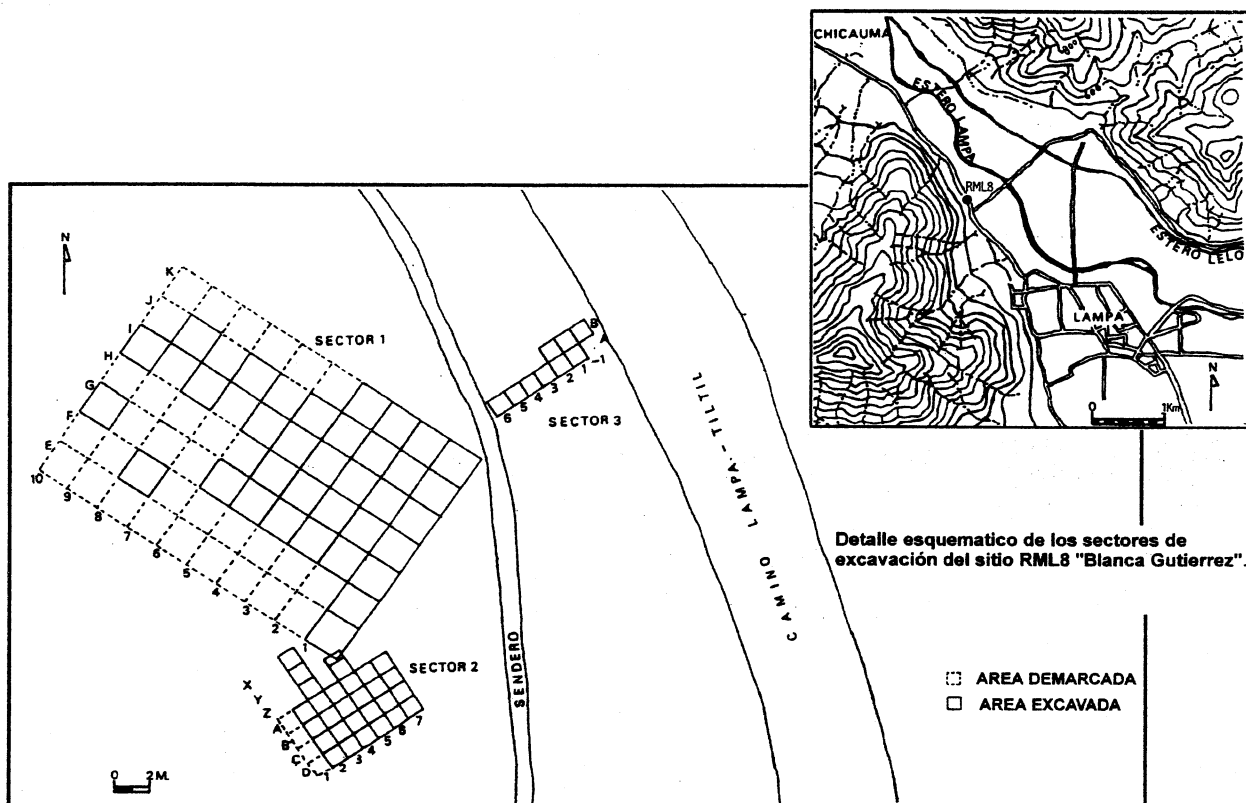 CHICAUMA
ESTERO LAMPA
RML8
ESTERO LELO
LAMPA
N
0 1Km
N
K
J
I
H
G
F
E
10
9
8
7
6
5
4
3
2
1
SECTOR 1
B
A
-1
1
2
3
4
5
6
SECTOR 3
SENDERO
CAMINO LAMPA-TILTIL
SECTOR 2
X
Y
Z
A
B
C
D
1
2
3
4
5
6
7
0 2M.
Detalle esquematico de los sectores de
excavación del sitio RML8 "Blanca Gutierrez".
AREA DEMARCADA
AREA EXCAVADA